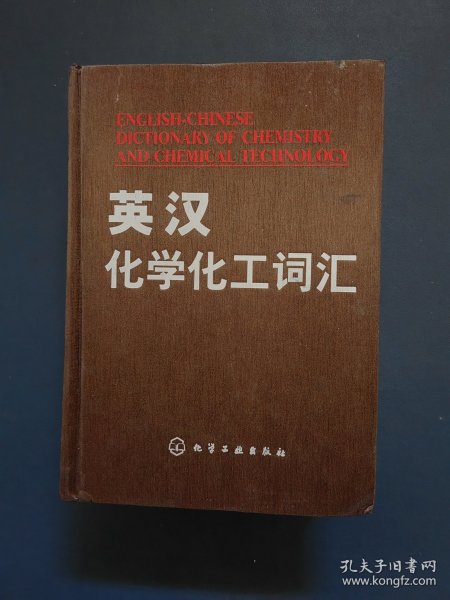 ENGLISH-CHINESE
DICTIONARY OF CHEMISTRY
AND CHEMICAL TECHNOLOGY
英汉
化学化工词汇
化学工业出版社
孔夫子旧书网
www.kongfz.com